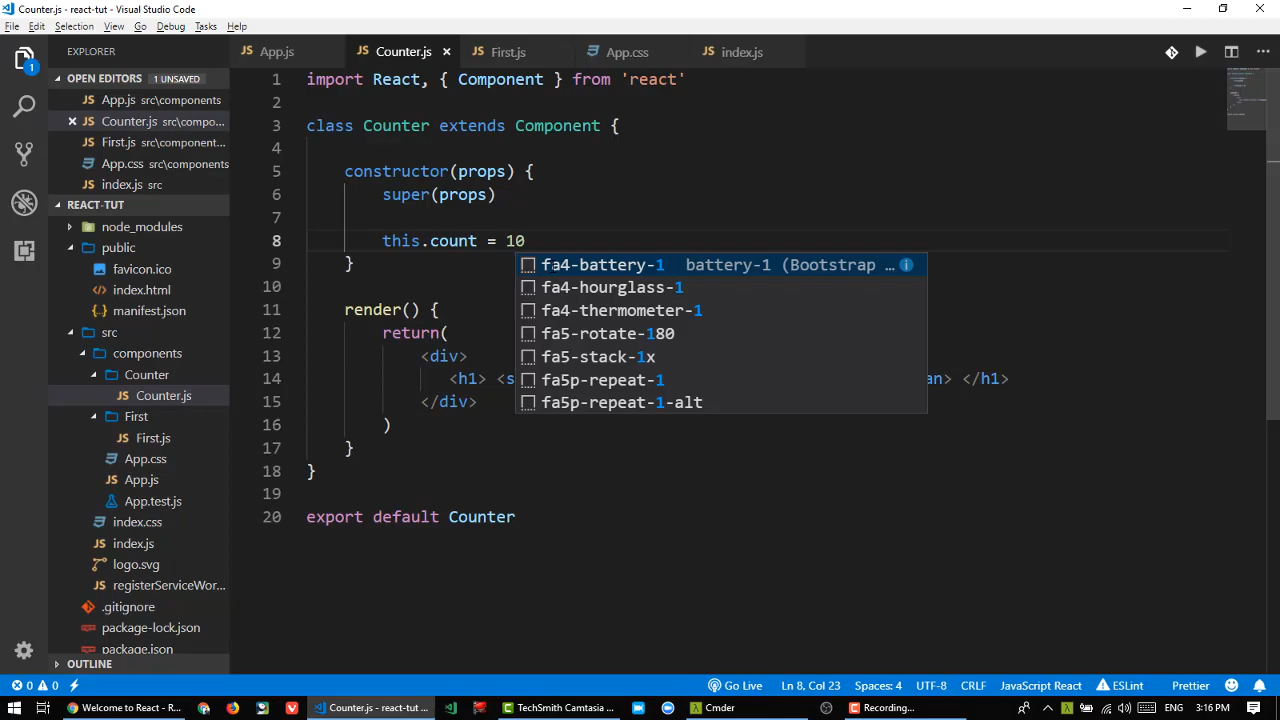 Counter.js - react-tut - Visual Studio Code
File Edit Selection View Go Debug Tasks Help
EXPLORER
OPEN EDITORS 1 UNSAVED
App.js src\components
Counter.js src\compo...
First.js src\component...
App.css src\components
index.js src
REACT-TUT
node_modules
public
favicon.ico
index.html
manifest.json
src
components
Counter
Counter.js
First
First.js
App.css
App.js
App.test.js
index.css
index.js
logo.svg
registerServiceWor...
.gitignore
package-lock.json
package.json
OUTLINE
App.js Counter.js First.js App.css index.js
1 import React, { Component } from 'react'
2
3 class Counter extends Component {
4
5 constructor(props) {
6 super(props)
7
8 this.count = 10
9 }
10
11 render() {
12 return(
13 <div>
14 <h1> <s an> </h1>
15 </div>
16 )
17 }
18 }
19
20 export default Counter
fa4-battery-1 battery-1 (Bootstrap ...
fa4-hourglass-1
fa4-thermometer-1
fa5-rotate-180
fa5-stack-1x
fa5p-repeat-1
fa5p-repeat-1-alt
0 0 Go Live Ln 8, Col 23 Spaces: 4 UTF-8 CRLF JavaScript React ESLint Prettier
Welcome to React - R... Counter.js - react-tut ... TechSmith Camtasia ... Cmder Recording... ENG 3:16 PM